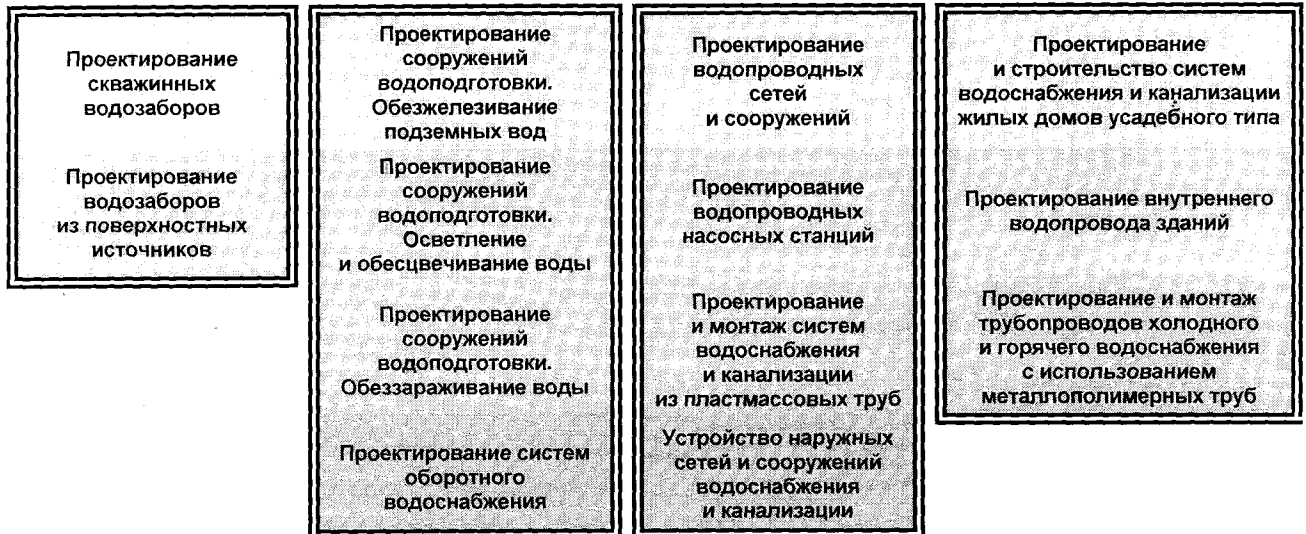 Проектирование
скважинных
водозаборов
Проектирование
водозаборов
из поверхностных
источников
Проектирование
сооружений
водоподготовки.
Обезжелезивание
подземных вод
Проектирование
сооружений
водоподготовки.
Осветление
и обесцвечивание воды
Проектирование
сооружений
водоподготовки.
Обеззараживание воды
Проектирование систем
оборотного
водоснабжения
Проектирование
водопроводных
сетей
и сооружений
Проектирование
водопроводных
насосных станций
Проектирование
и монтаж систем
водоснабжения
и канализации
из пластмассовых труб
Устройство наружных
сетей и сооружений
водоснабжения
и канализации
Проектирование
и строительство систем
водоснабжения и канализации
жилых домов усадебного типа
Проектирование внутреннего
водопровода зданий
Проектирование и монтаж
трубопроводов холодного
и горячего водоснабжения
с использованием
металлополимерных труб